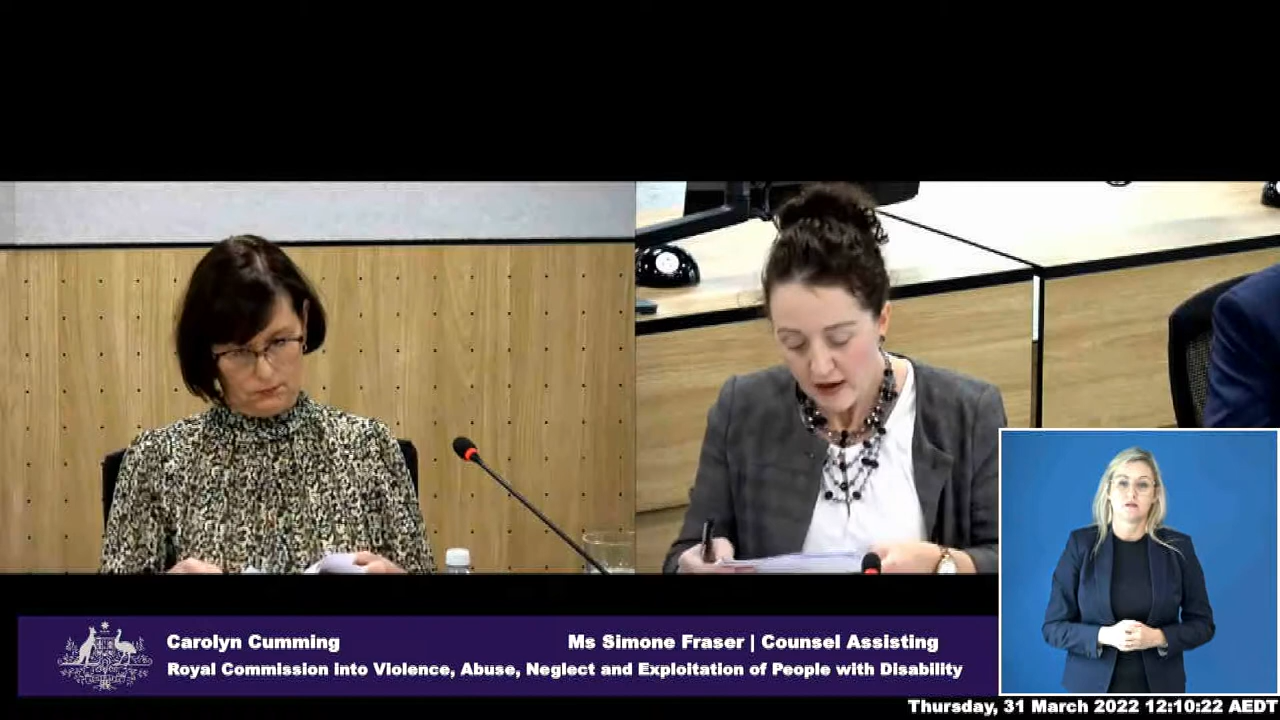 Carolyn Cumming
Ms Simone Fraser | Counsel Assisting
Royal Commission into Violence, Abuse, Neglect and Exploitation of People with Disability
Thursday, 31 March 2022 12:10:22 AEDT